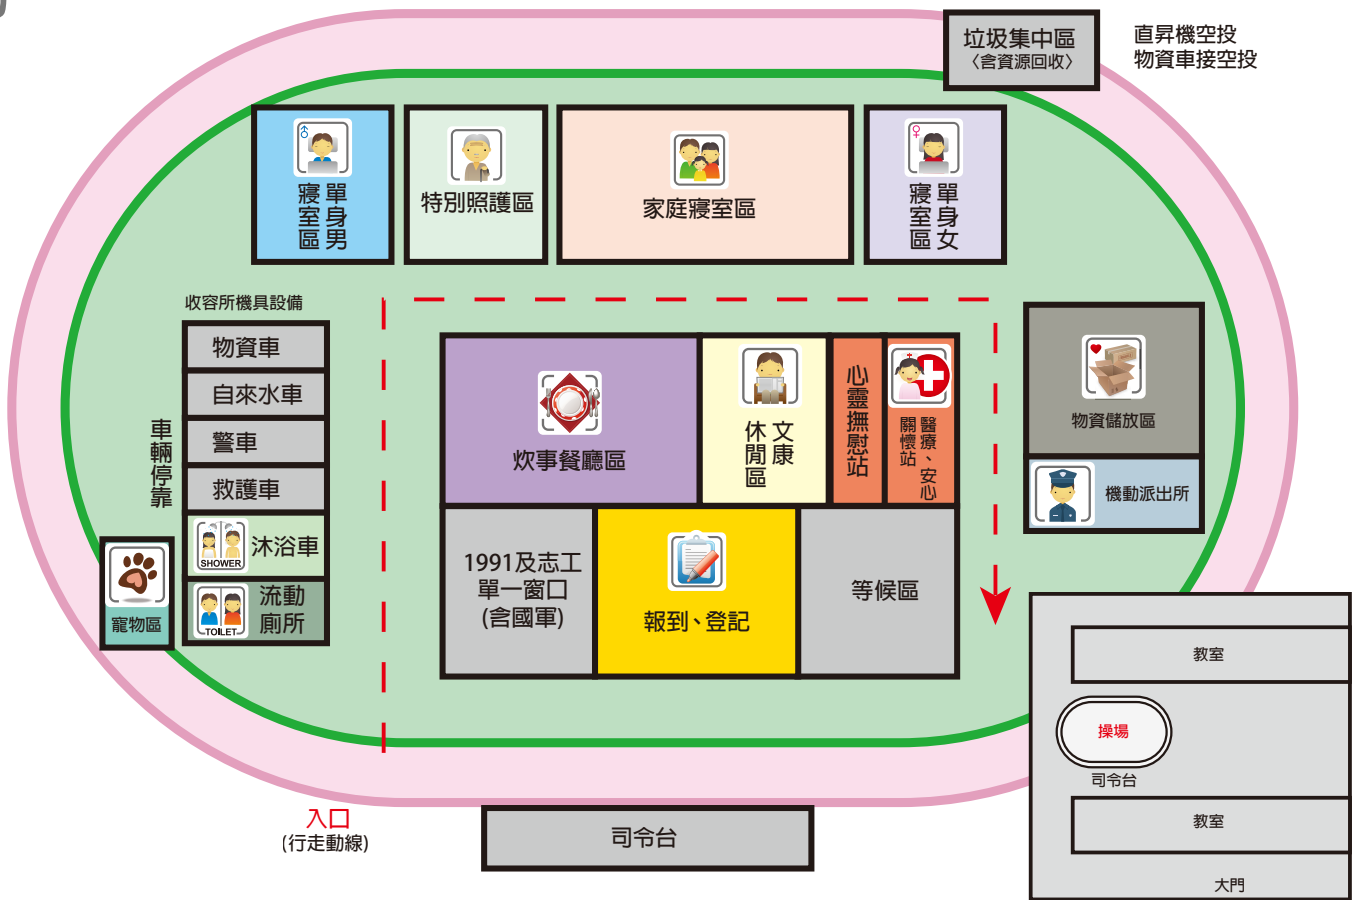 垃圾集中區
〈含資源回收〉
直昇機空投
物資車接空投
單身男
寢室區
特別照護區
家庭寢室區
單身女
寢室區
收容所機具設備
物資車
自來水車
警車
救護車
SHOWER
沐浴車
TOILET
流動
廁所
車輛停靠
寵物區
炊事餐廳區
文康
休閒區
心靈撫慰站
醫療、安心
關懷站
1991及志工
單一窗口
(含國軍)
報到、登記
等候區
物資儲放區
機動派出所
入口
(行走動線)
司令台
教室
操場
司令台
教室
大門